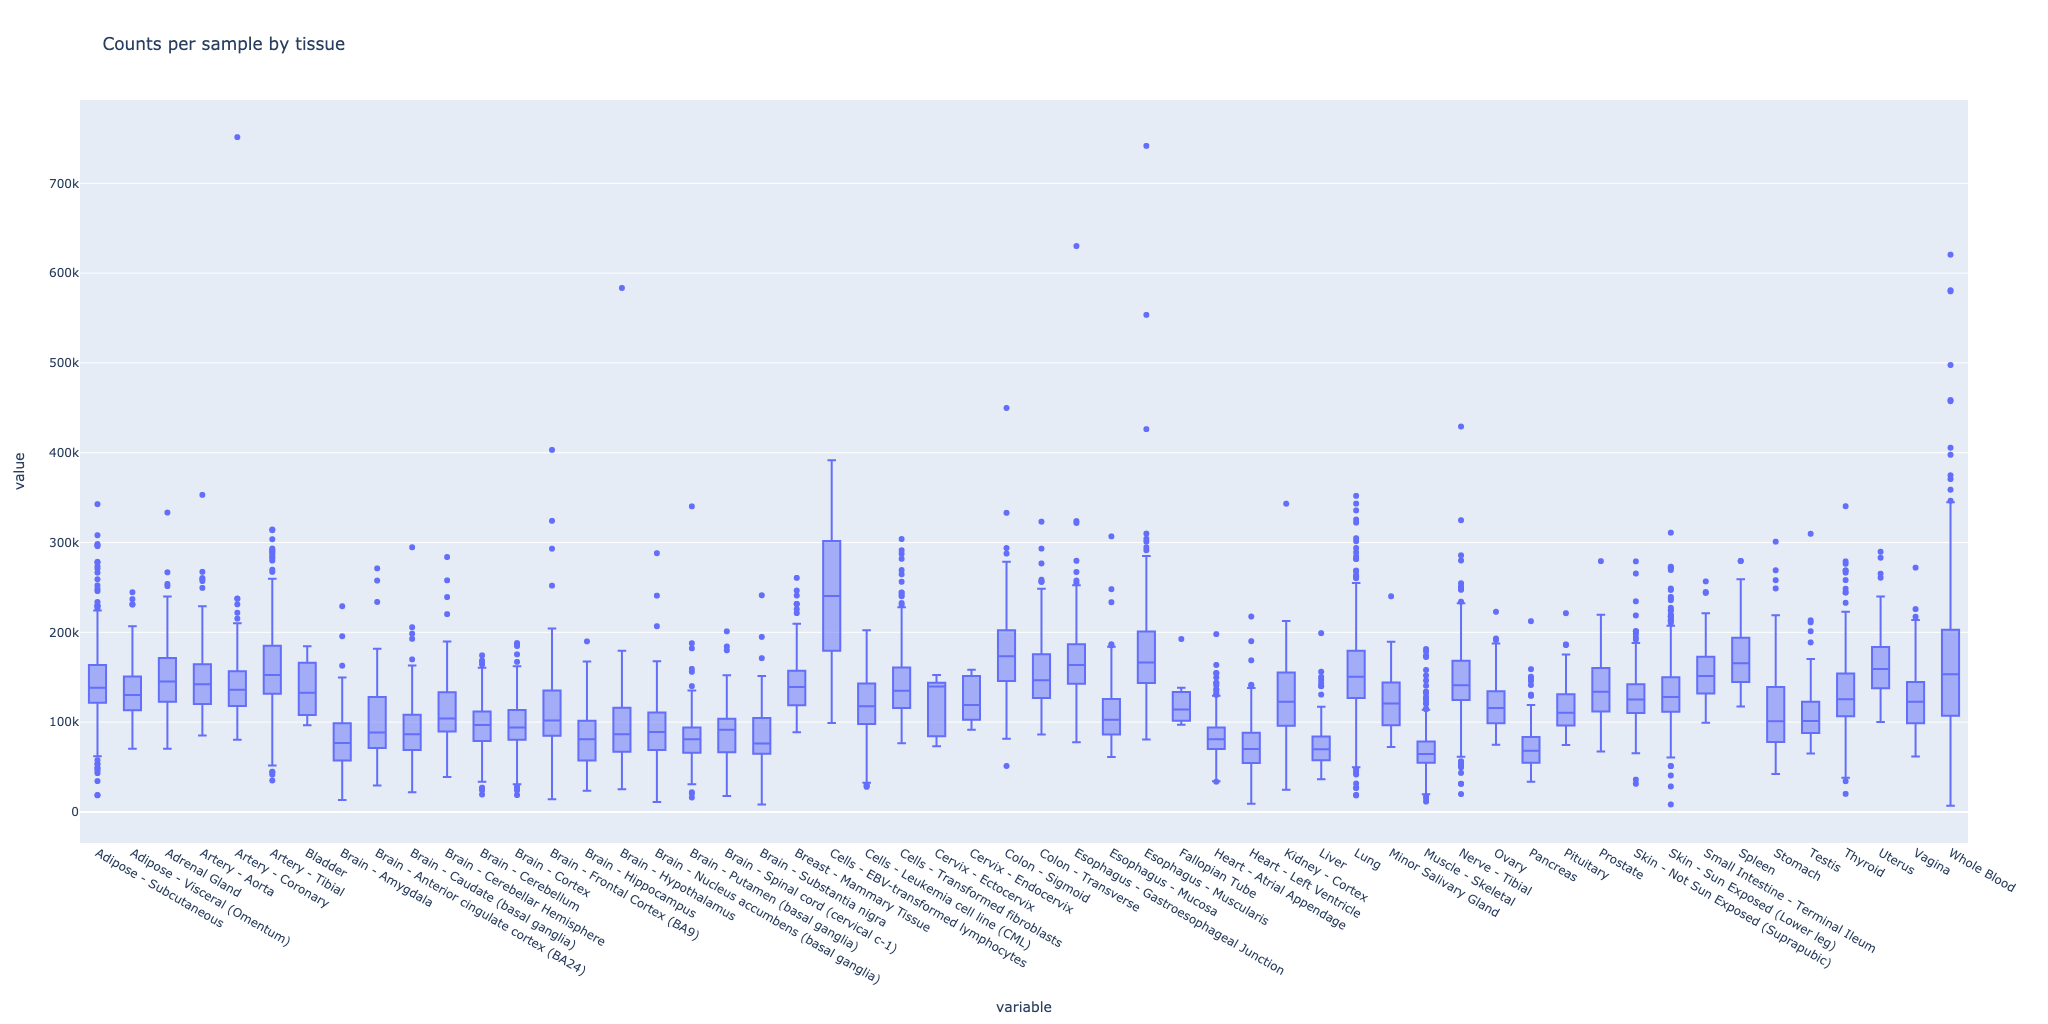 Counts per sample by tissue
700k
600k
500k
400k
300k
200k
100k
0
value
Adipose - Subcutaneous
Adipose - Visceral (Omentum)
Adrenal Gland
Artery - Aorta
Artery - Coronary
Artery - Tibial
Bladder
Brain - Amygdala
Brain - Anterior cingulate cortex (BA24)
Brain - Caudate (basal ganglia)
Brain - Cerebellar Hemisphere
Brain - Cerebellum
Brain - Cortex
Brain - Frontal Cortex (BA9)
Brain - Hippocampus
Brain - Hypothalamus
Brain - Nucleus accumbens (basal ganglia)
Brain - Putamen (basal ganglia)
Brain - Spinal cord (cervical c-1)
Brain - Substantia nigra
Breast - Mammary Tissue
Cells - EBV-transformed lymphocytes
Cells - Leukemia cell line (CML)
Cells - Transformed fibroblasts
Cervix - Ectocervix
Cervix - Endocervix
Colon - Sigmoid
Colon - Transverse
Esophagus - Gastroesophageal Junction
Esophagus - Mucosa
Esophagus - Muscularis
Fallopian Tube
Heart - Atrial Appendage
Heart - Left Ventricle
Kidney - Cortex
Liver
Lung
Minor Salivary Gland
Muscle - Skeletal
Nerve - Tibial
Ovary
Pancreas
Pituitary
Prostate
Skin - Not Sun Exposed (Suprapubic)
Skin - Sun Exposed (Lower leg)
Small Intestine - Terminal Ileum
Spleen
Stomach
Testis
Thyroid
Uterus
Vagina
Whole Blood
variable